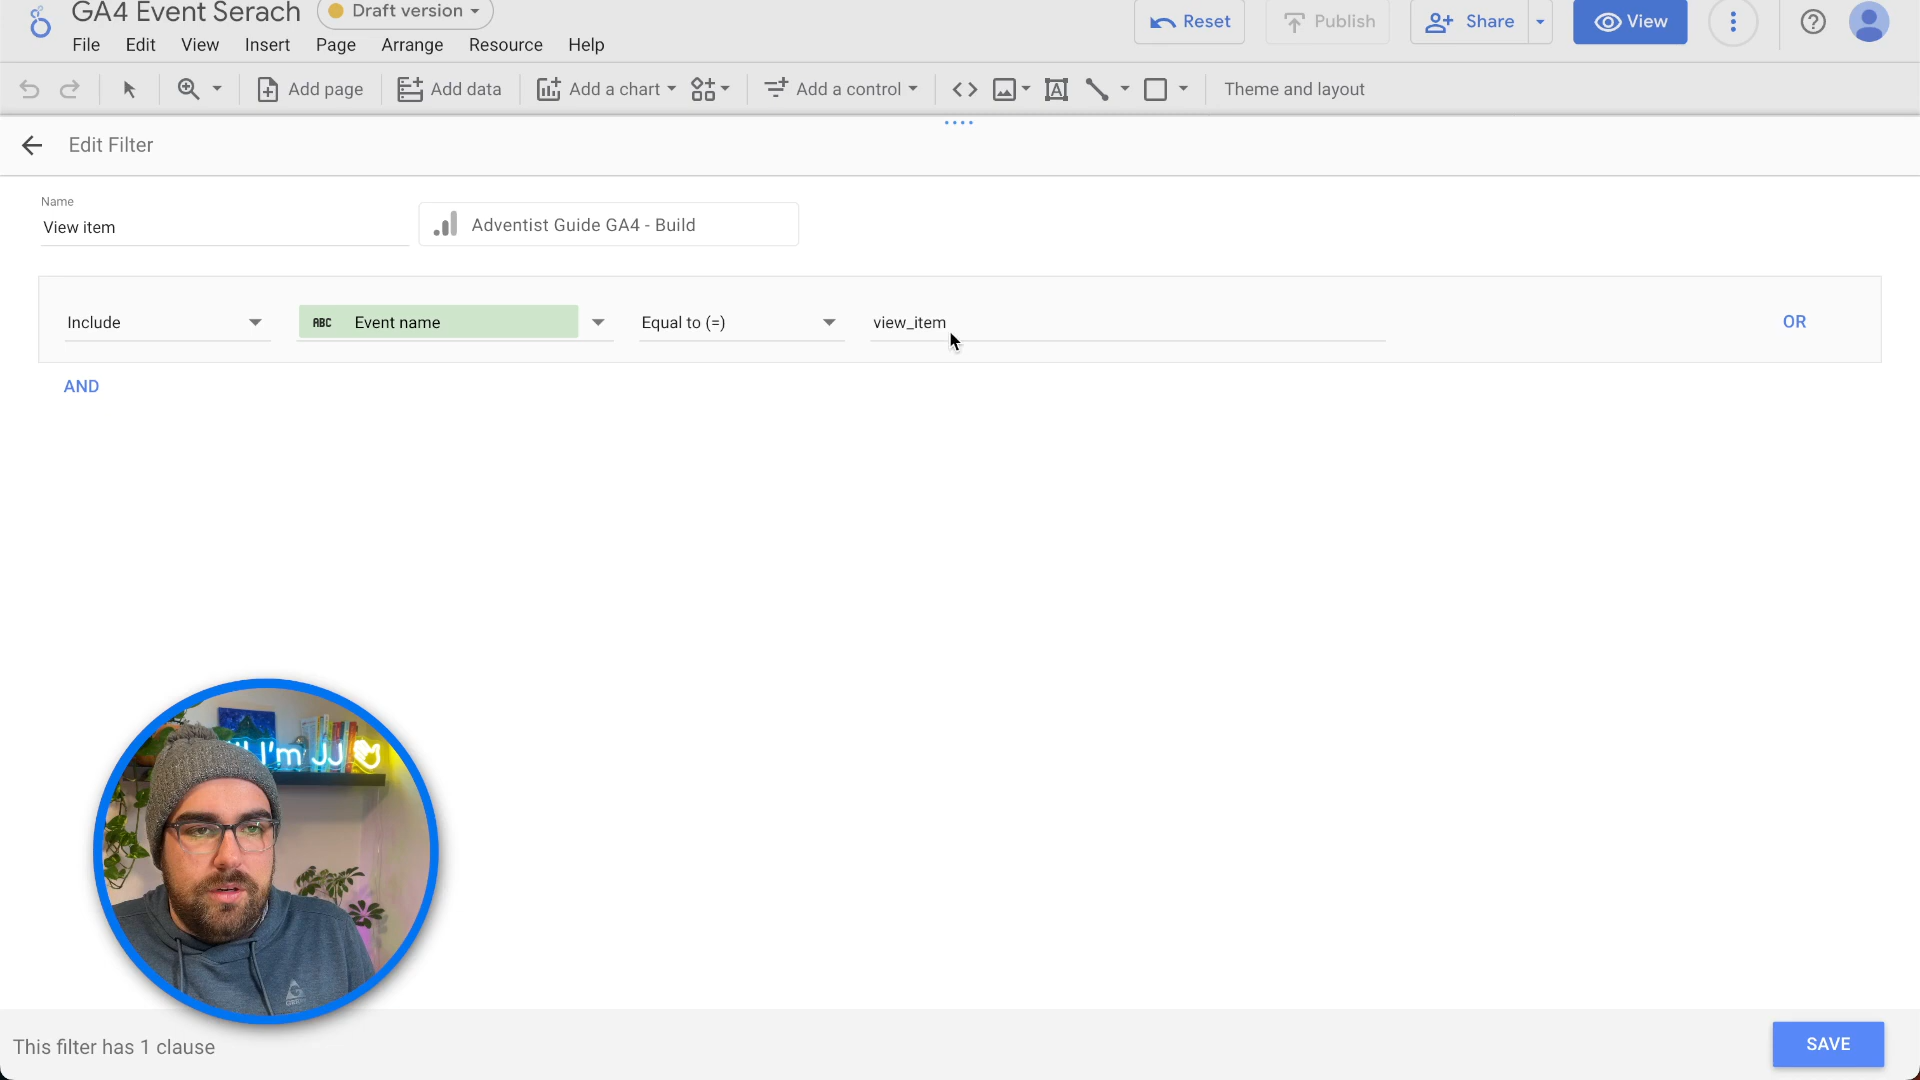 GA4 Event Serach
Draft version
Reset
Publish
Share
View
File Edit View Insert Page Arrange Resource Help
Add page
Add data
Add a chart
Add a control
Theme and layout
Edit Filter
Name
View item
Adventist Guide GA4 - Build
Include
ABC Event name
Equal to (=)
view_item
OR
AND
I'm JJ
This filter has 1 clause
SAVE